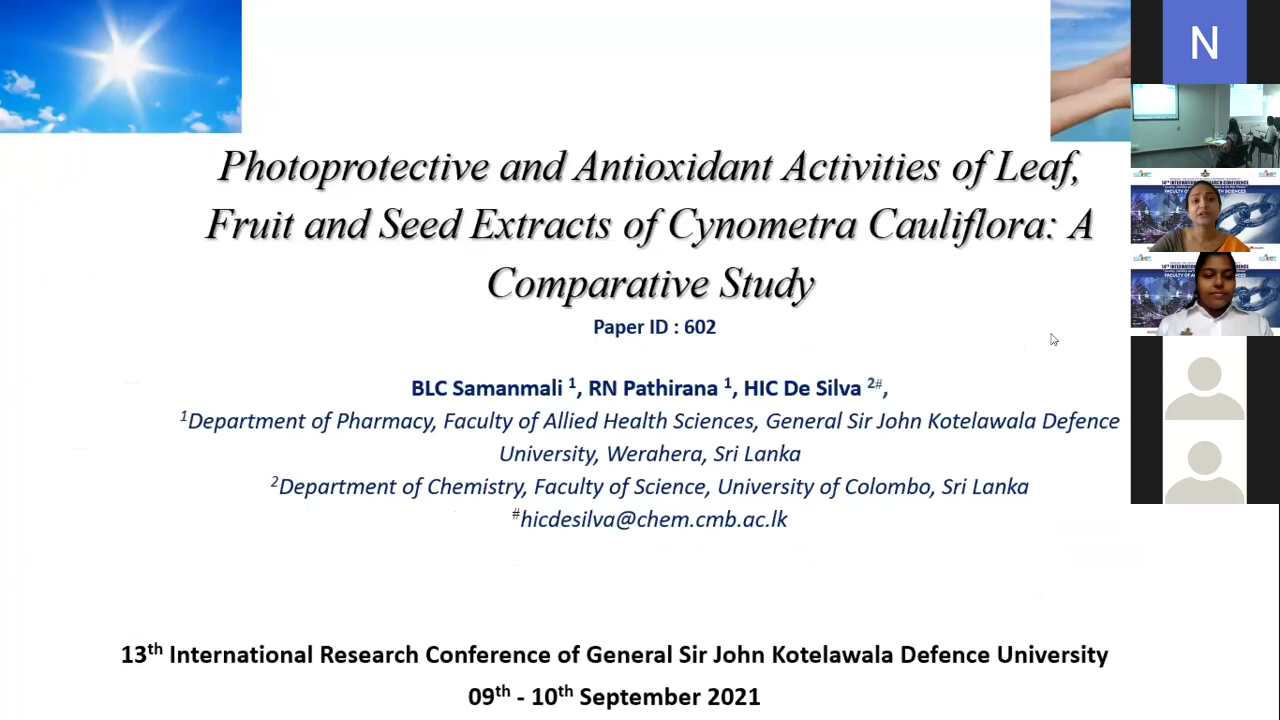 Photoprotective and Antioxidant Activities of Leaf,
Fruit and Seed Extracts of Cynometra Cauliflora: A
Comparative Study
Paper ID : 602
BLC Samanmali ¹, RN Pathirana ¹, HIC De Silva ²#,
¹Department of Pharmacy, Faculty of Allied Health Sciences, General Sir John Kotelawala Defence
University, Werahera, Sri Lanka
²Department of Chemistry, Faculty of Science, University of Colombo, Sri Lanka
#hicdesilva@chem.cmb.ac.lk
13th International Research Conference of General Sir John Kotelawala Defence University
09th - 10th September 2021
N